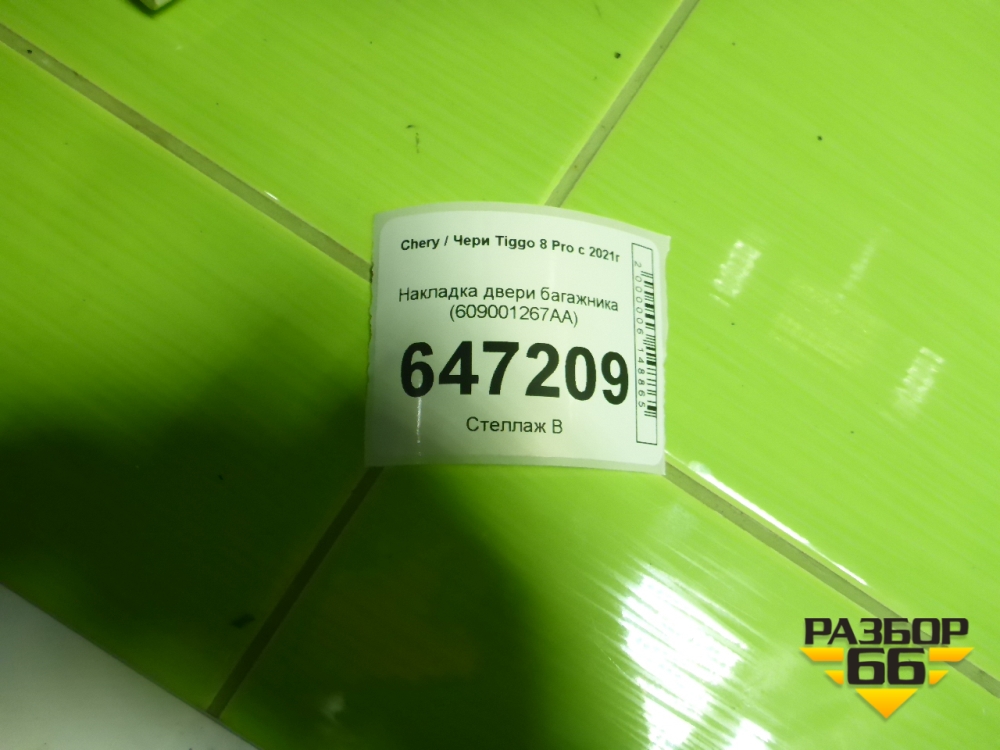 Chery / Чери Tiggo 8 Pro с 2021г
Накладка двери багажника
(609001267AA)
647209
Стеллаж В
2000006148865
РАЗБОР
66